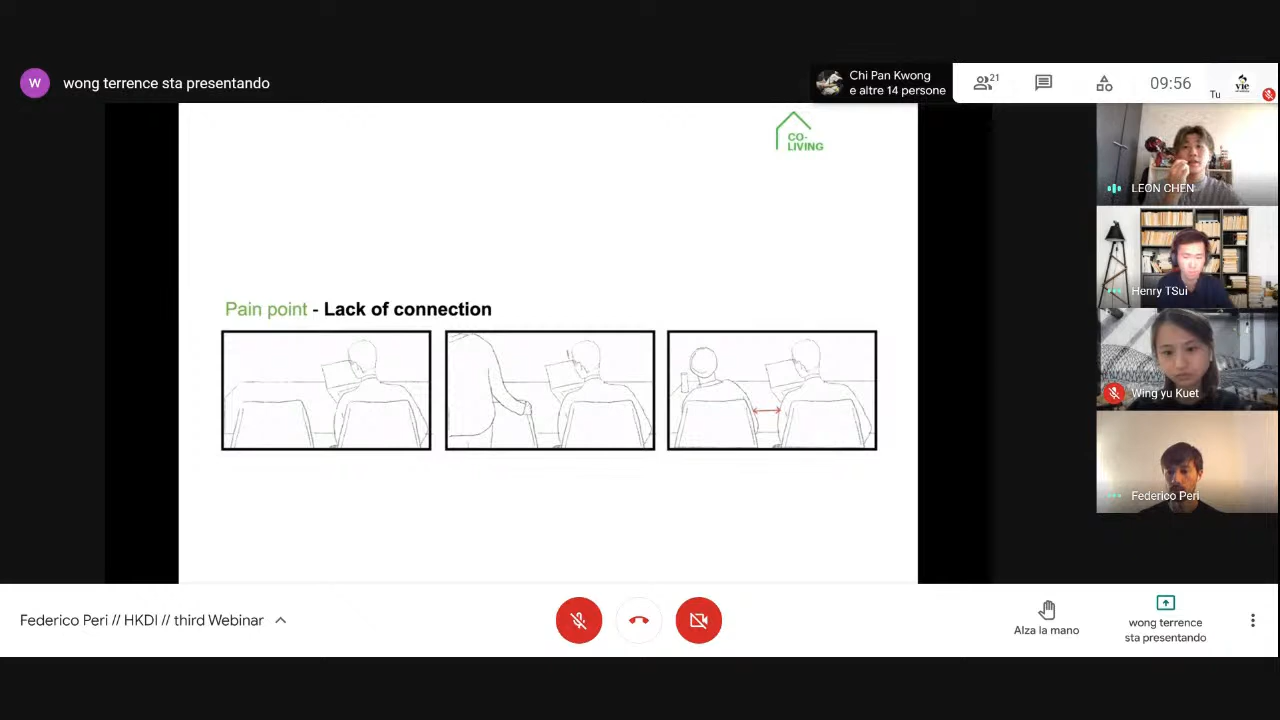 W
wong terrence sta presentando
Chi Pan Kwong
e altre 14 persone
21
09:56
Tu
vie
CO-
LIVING
LEON CHEN
Henry TSui
Pain point - Lack of connection
Wing yu Kuet
Federico Peri
Federico Peri // HKDI // third Webinar
Alza la mano
wong terrence
sta presentando